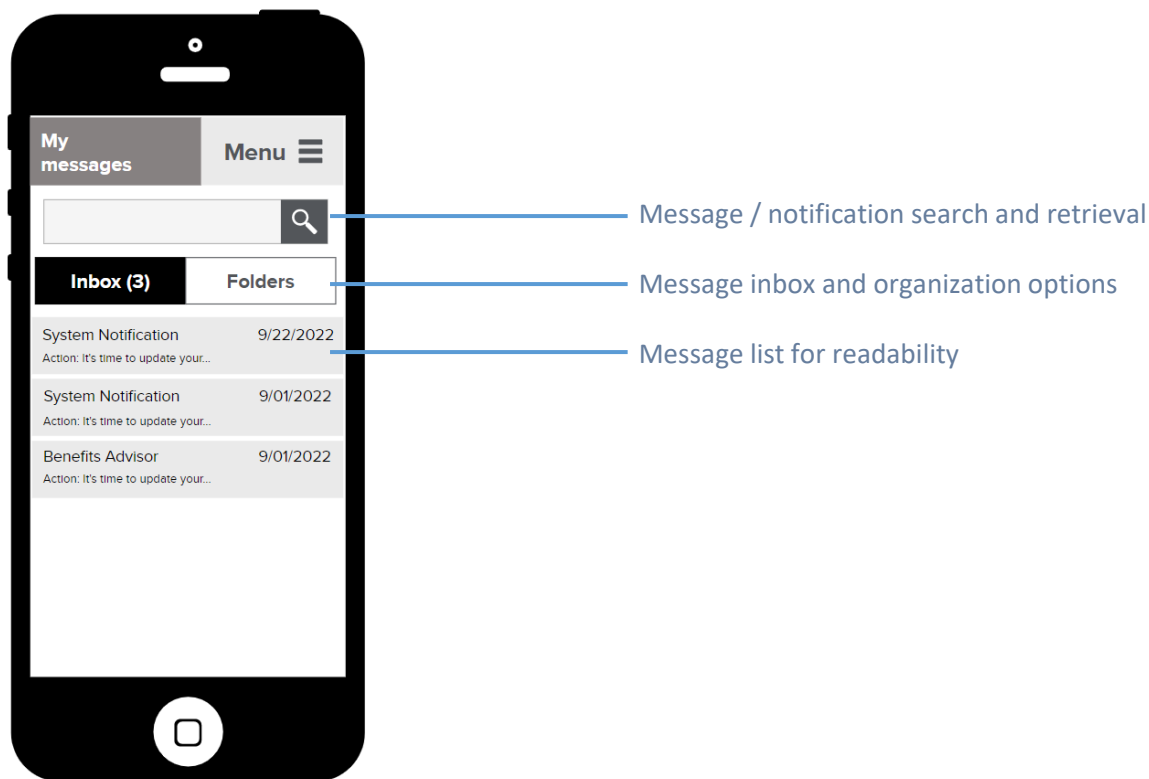 My
messages
Menu
Message / notification search and retrieval
Inbox (3) Folders
Message inbox and organization options
System Notification 9/22/2022
Action: It's time to update your...
Message list for readability
System Notification 9/01/2022
Action: It's time to update your...
Benefits Advisor 9/01/2022
Action: It's time to update your...